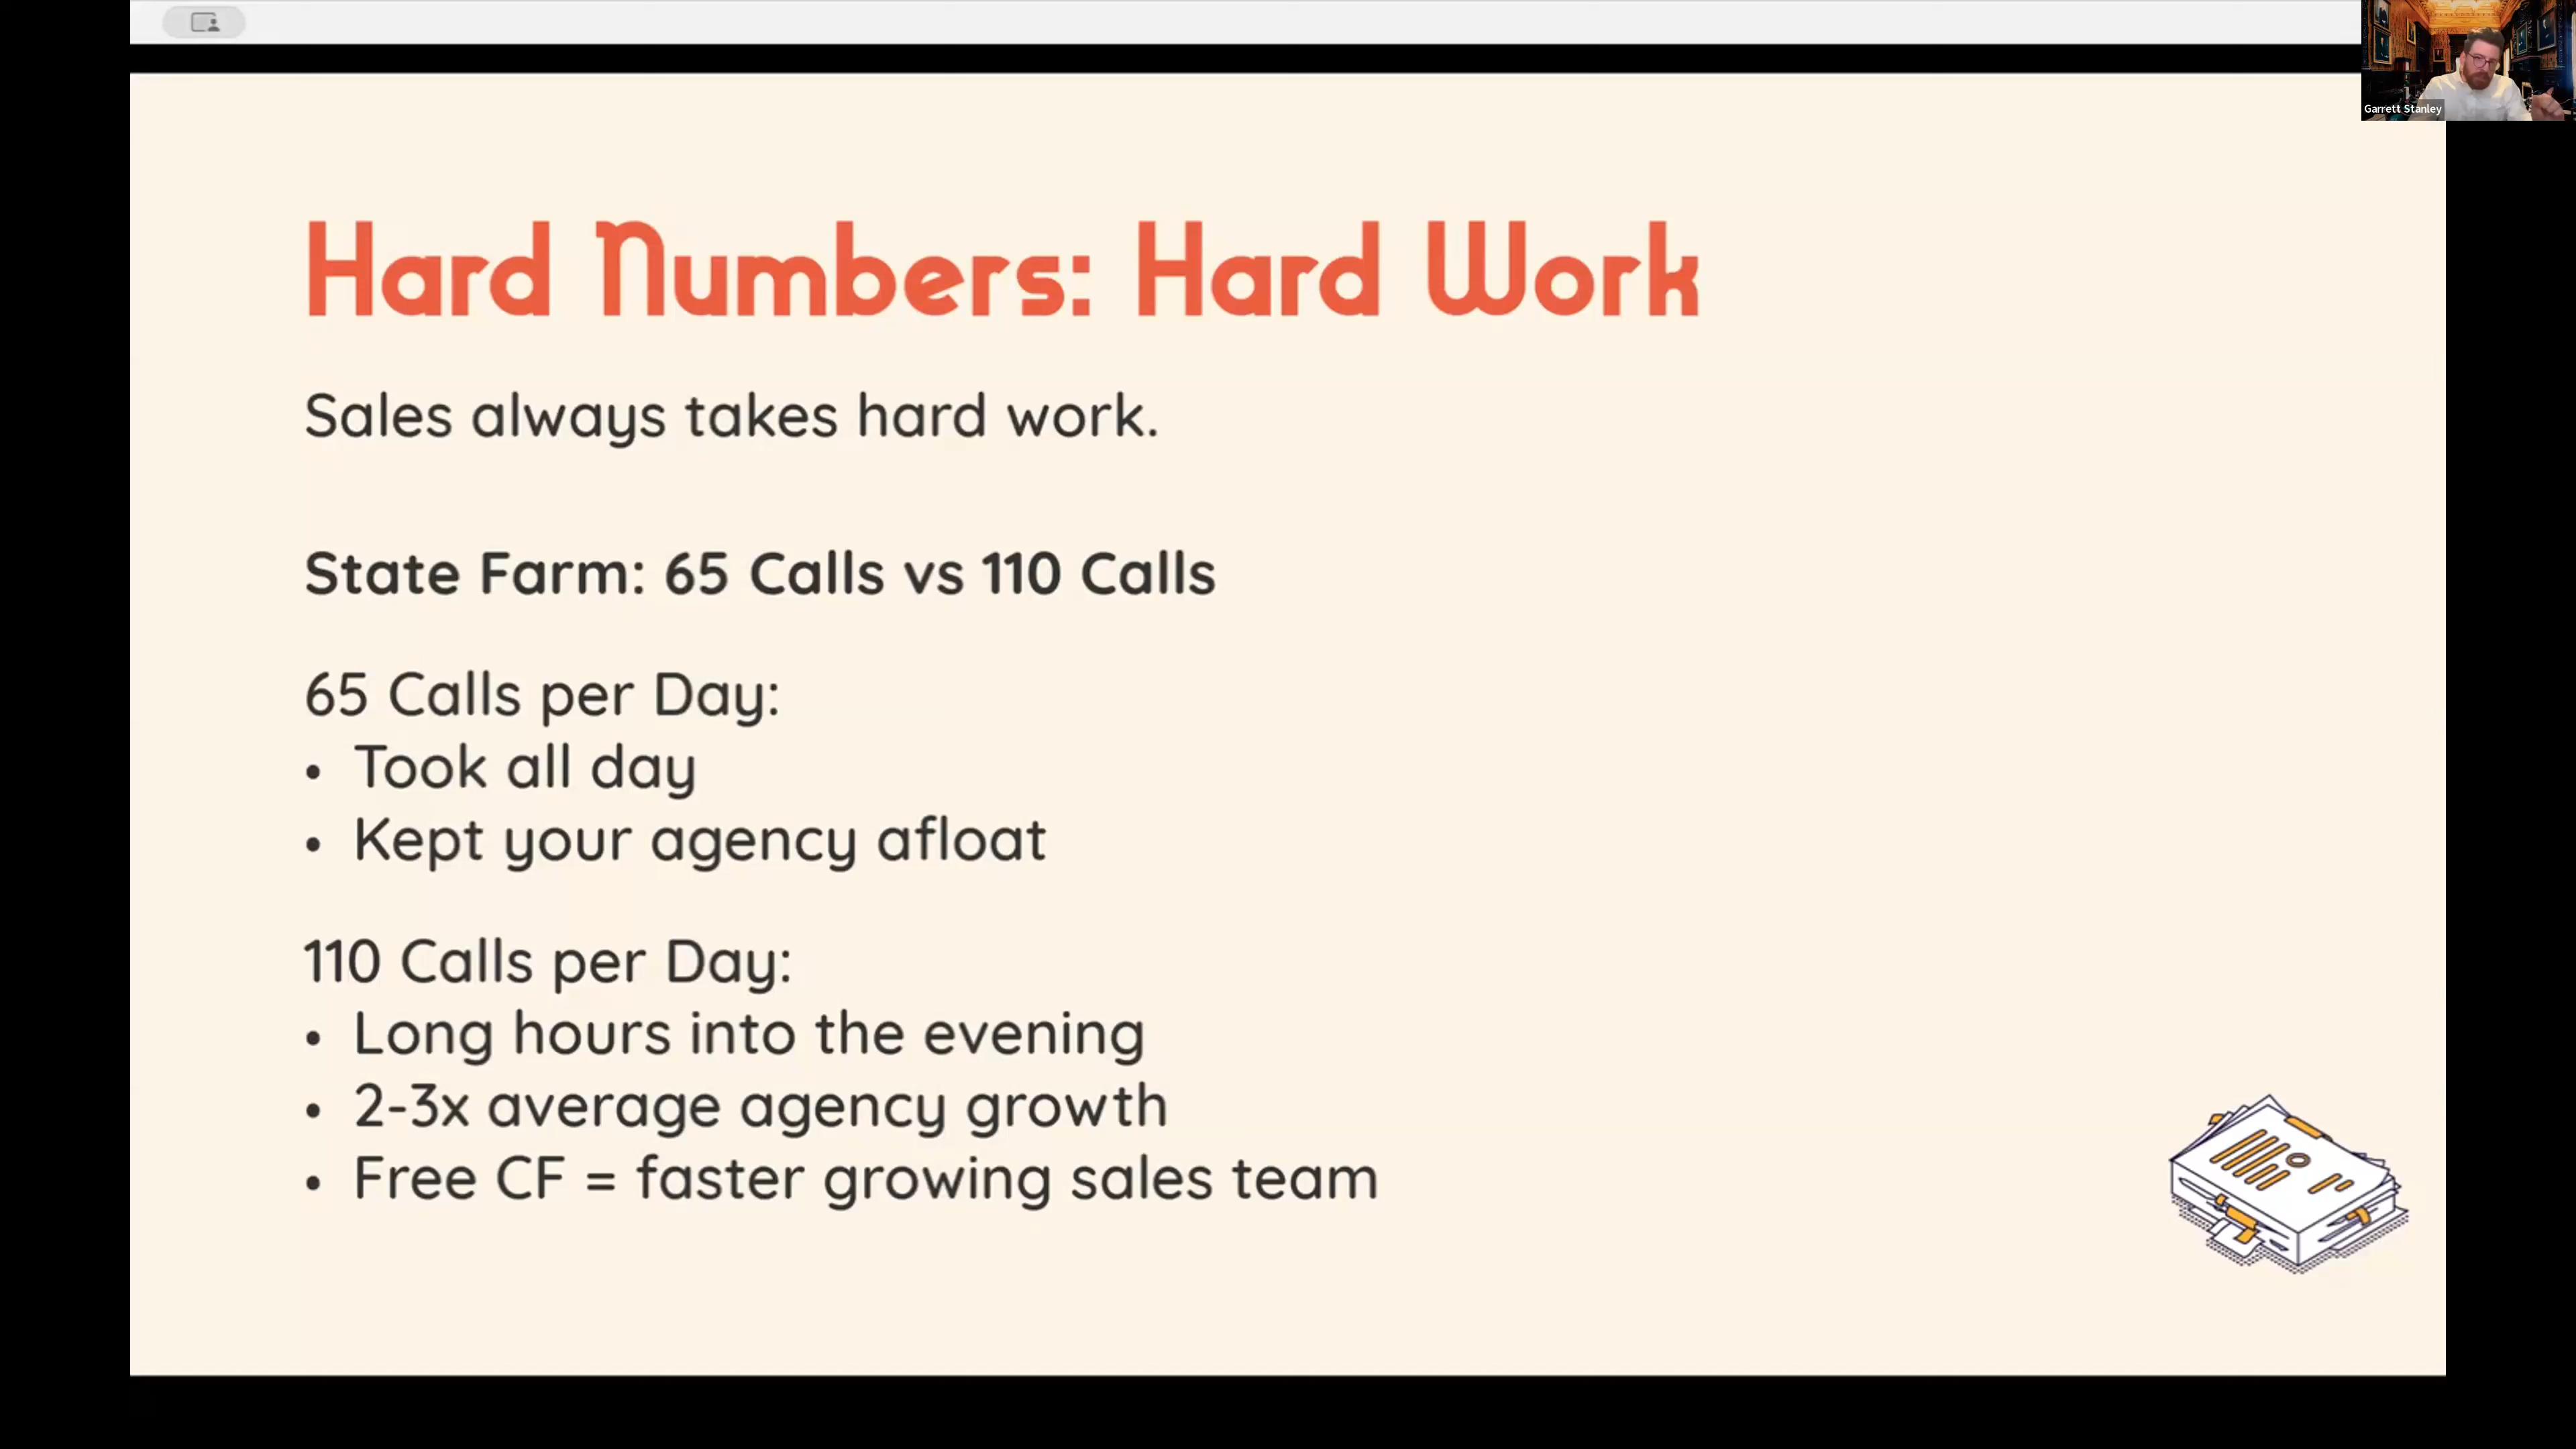 Garrett Stanley
Hard Numbers: Hard Work
Sales always takes hard work.
State Farm: 65 Calls vs 110 Calls
65 Calls per Day:
• Took all day
• Kept your agency afloat
110 Calls per Day:
• Long hours into the evening
• 2-3x average agency growth
• Free CF = faster growing sales team